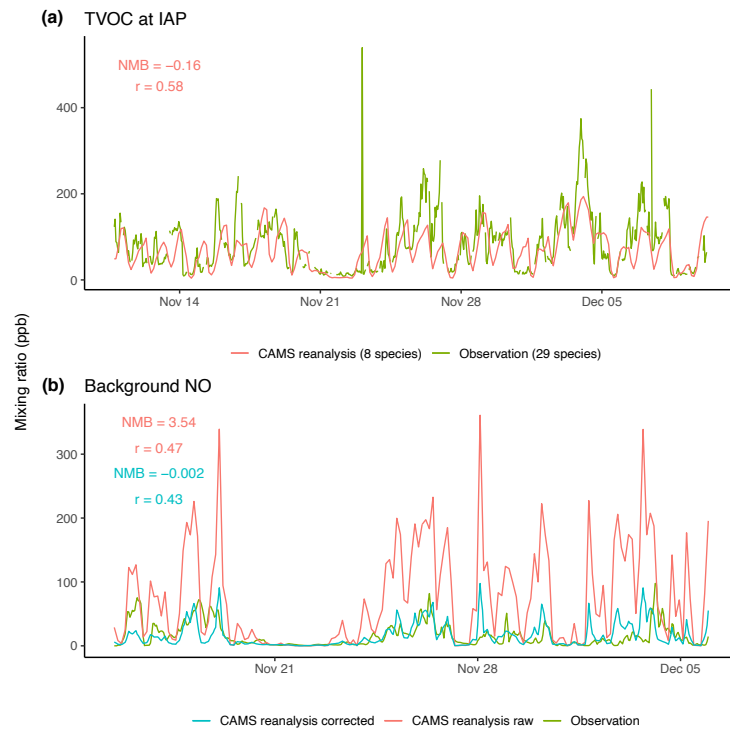 (a) TVOC at IAP
NMB = −0.16
r = 0.58
400
200
0
Nov 14 Nov 21 Nov 28 Dec 05
CAMS reanalysis (8 species) Observation (29 species)
Mixing ratio (ppb)
(b) Background NO
NMB = 3.54
r = 0.47
NMB = −0.002
r = 0.43
300
200
100
0
Nov 21 Nov 28 Dec 05
CAMS reanalysis corrected CAMS reanalysis raw Observation